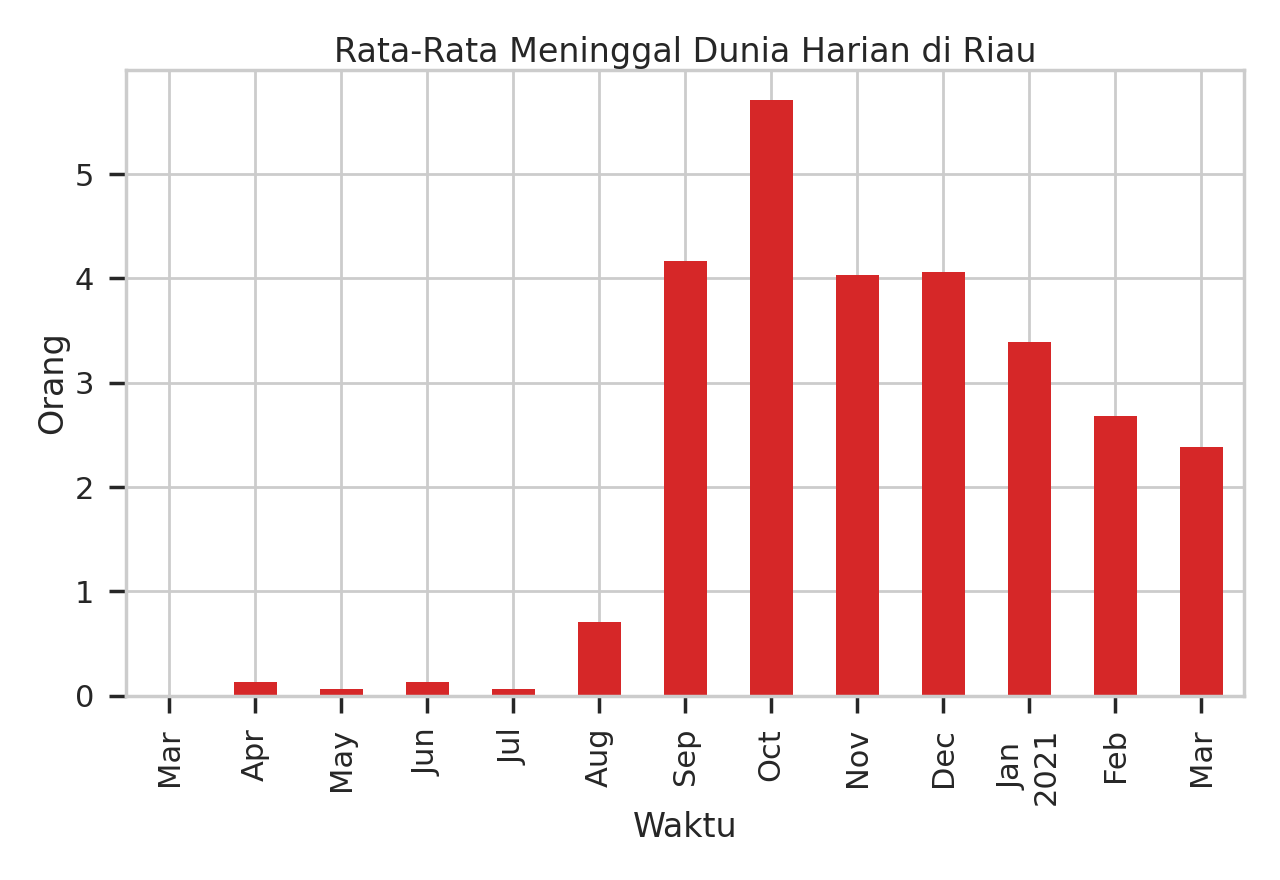 Rata-Rata Meninggal Dunia Harian di Riau
5
4
3
2
1
0
Orang
Mar
Apr
May
Jun
Jul
Aug
Sep
Oct
Nov
Dec
Jan
2021
Feb
Mar
Waktu